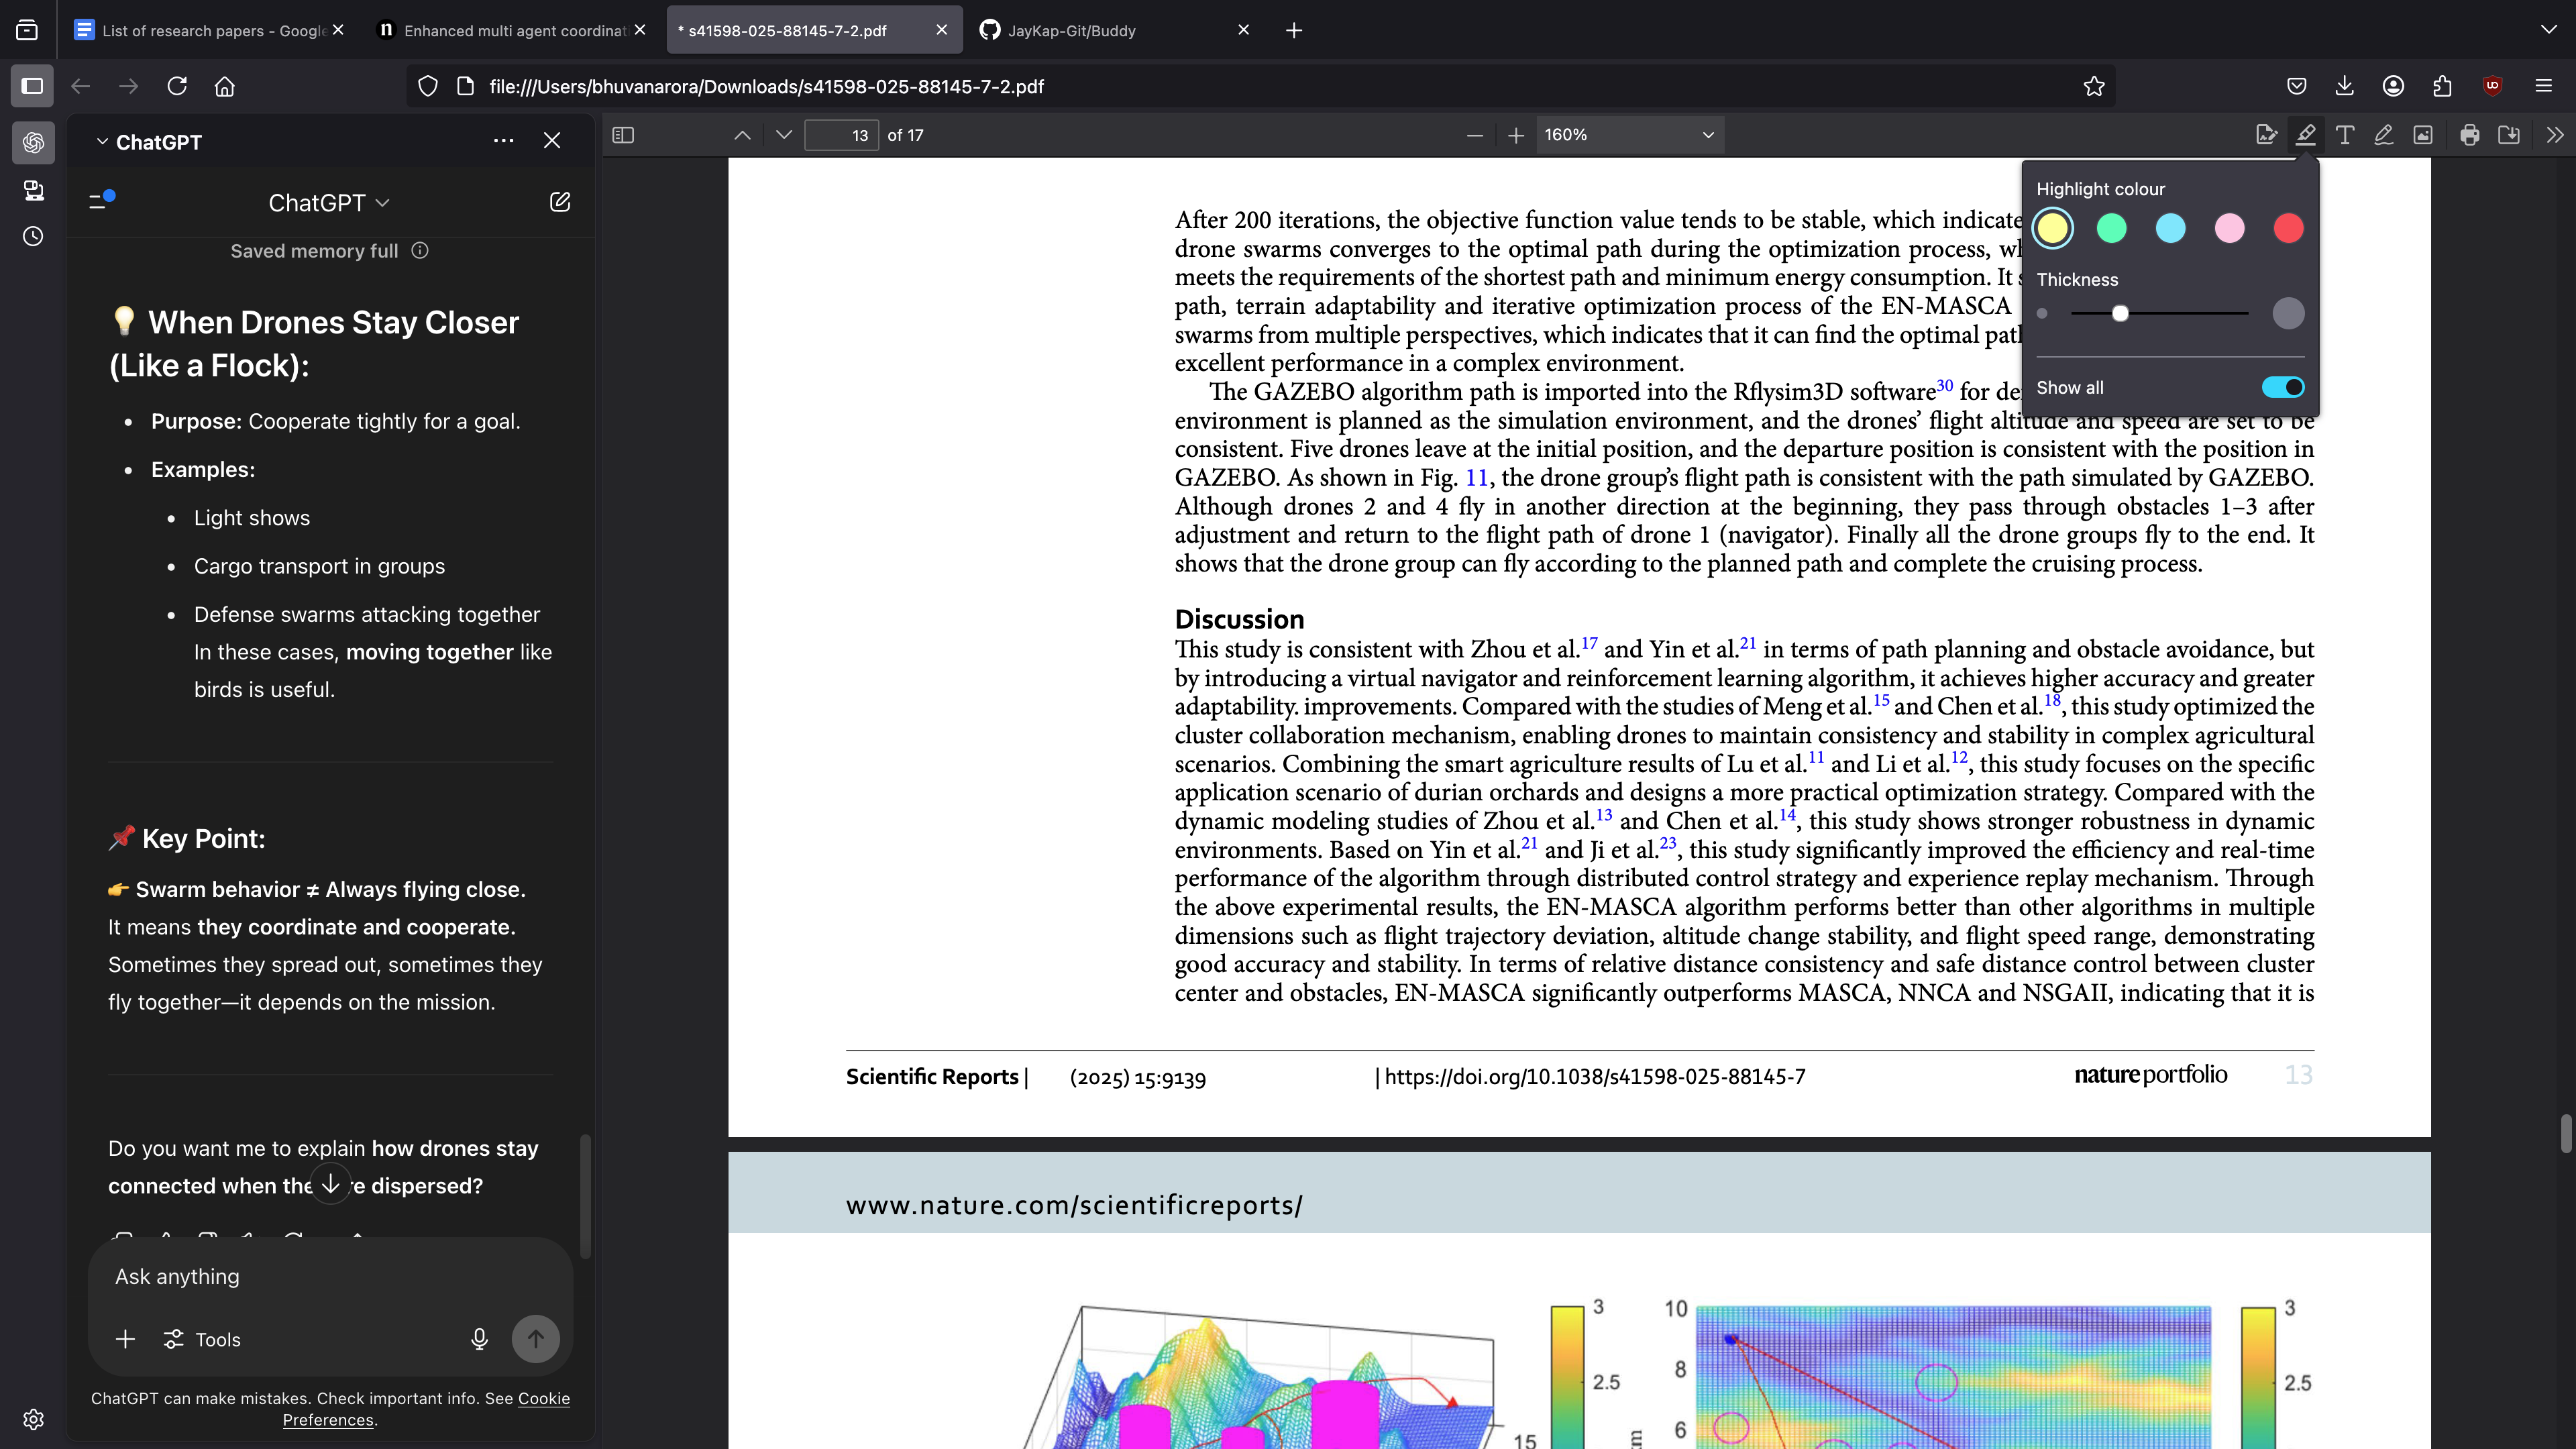 List of research papers - Google
Enhanced multi agent coordinat
* s41598-025-88145-7-2.pdf
JayKap-Git/Buddy
file:///Users/bhuvanarora/Downloads/s41598-025-88145-7-2.pdf
ChatGPT
13 of 17
160%
ChatGPT
Saved memory full
💡 When Drones Stay Closer
(Like a Flock):
• Purpose: Cooperate tightly for a goal.
• Examples:
• Light shows
• Cargo transport in groups
• Defense swarms attacking together
In these cases, moving together like
birds is useful.
📌 Key Point:
👉 Swarm behavior ≠ Always flying close.
It means they coordinate and cooperate.
Sometimes they spread out, sometimes they
fly together—it depends on the mission.
Do you want me to explain how drones stay
connected when dispersed?
Ask anything
Tools
ChatGPT can make mistakes. Check important info. See Cookie
Preferences.
Highlight colour
Thickness
Show all
After 200 iterations, the objective function value tends to be stable, which indicate
drone swarms converges to the optimal path during the optimization process,
meets the requirements of the shortest path and minimum energy consumption. It
path, terrain adaptability and iterative optimization process of the EN-MASCA
swarms from multiple perspectives, which indicates that it can find the optimal
excellent performance in a complex environment.
The GAZEBO algorithm path is imported into the Rflysim3D software30 for
environment is planned as the simulation environment, and the drones' flight altitude and speed are set to be
consistent. Five drones leave at the initial position, and the departure position is consistent with the position in
GAZEBO. As shown in Fig. 11, the drone group's flight path is consistent with the path simulated by GAZEBO.
Although drones 2 and 4 fly in another direction at the beginning, they pass through obstacles 1–3 after
adjustment and return to the flight path of drone 1 (navigator). Finally all the drone groups fly to the end. It
shows that the drone group can fly according to the planned path and complete the cruising process.
Discussion
This study is consistent with Zhou et al.17 and Yin et al.21 in terms of path planning and obstacle avoidance, but
by introducing a virtual navigator and reinforcement learning algorithm, it achieves higher accuracy and greater
adaptability. improvements. Compared with the studies of Meng et al.15 and Chen et al.18, this study optimized the
cluster collaboration mechanism, enabling drones to maintain consistency and stability in complex agricultural
scenarios. Combining the smart agriculture results of Lu et al.11 and Li et al.12, this study focuses on the specific
application scenario of durian orchards and designs a more practical optimization strategy. Compared with the
dynamic modeling studies of Zhou et al.13 and Chen et al.14, this study shows stronger robustness in dynamic
environments. Based on Yin et al.21 and Ji et al.23, this study significantly improved the efficiency and real-time
performance of the algorithm through distributed control strategy and experience replay mechanism. Through
the above experimental results, the EN-MASCA algorithm performs better than other algorithms in multiple
dimensions such as flight trajectory deviation, altitude change stability, and flight speed range, demonstrating
good accuracy and stability. In terms of relative distance consistency and safe distance control between cluster
center and obstacles, EN-MASCA significantly outperforms MASCA, NNCA and NSGAII, indicating that it is
Scientific Reports | (2025) 15:9139 | https://doi.org/10.1038/s41598-025-88145-7 natureportfolio 13
www.nature.com/scientificreports/
3 10 3
2.5 8 2.5
15 6